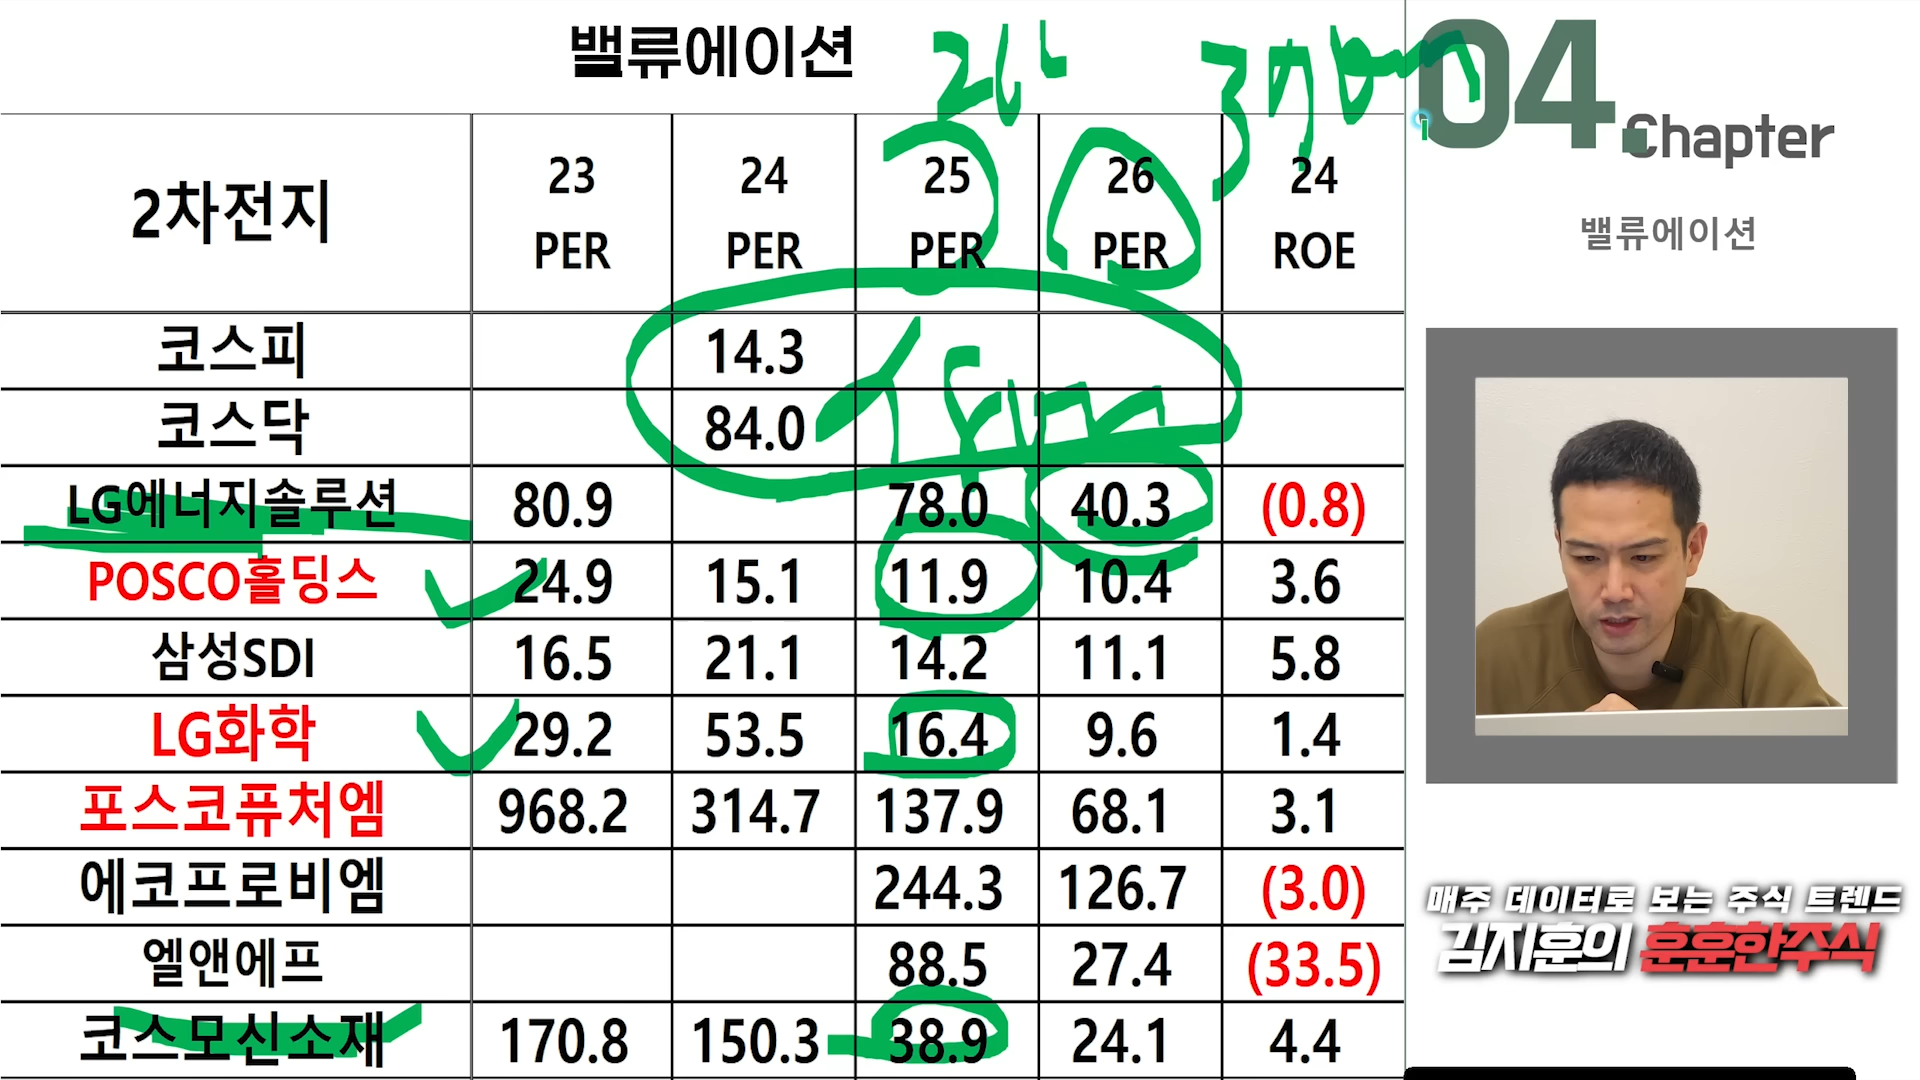 밸류에이션
04.
Chapter
밸류에이션
2차전지 23 PER 24 PER 25 PER 26 PER 24 ROE
코스피 14.3
코스닥 84.0
LG에너지솔루션 80.9 78.0 40.3 (0.8)
POSCO홀딩스 24.9 15.1 11.9 10.4 3.6
삼성SDI 16.5 21.1 14.2 11.1 5.8
LG화학 29.2 53.5 16.4 9.6 1.4
포스코퓨처엠 968.2 314.7 137.9 68.1 3.1
에코프로비엠 244.3 126.7 (3.0)
엘앤에프 88.5 27.4 (33.5)
코스모신소재 170.8 150.3 38.9 24.1 4.4
매주 데이터로 보는 주식 트렌드
김지훈의 훈훈한주식